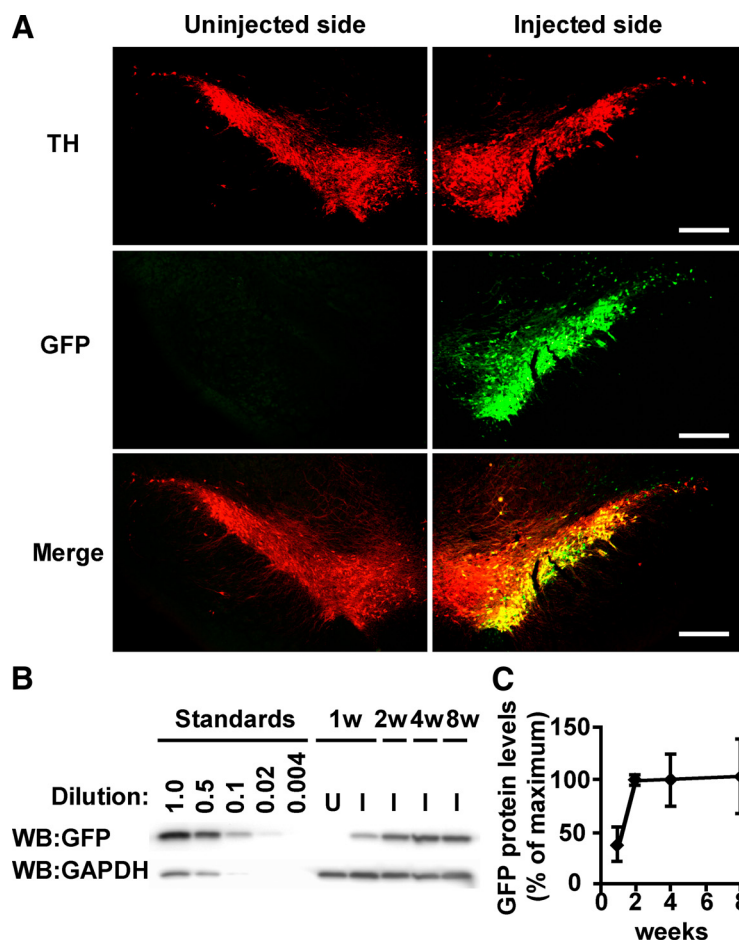 A
Uninjected side
Injected side
TH
GFP
Merge
B
Standards
1w
2w
4w
8w
Dilution:
1.0
0.5
0.1
0.02
0.004
U
I
I
I
I
WB:GFP
WB:GAPDH
C
GFP protein levels
(% of maximum)
150
100
50
0
0
2
4
6
8
weeks